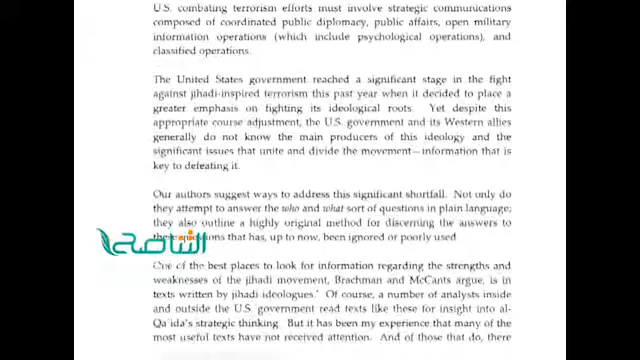 U.S. combating terrorism efforts must involve strategic communications
composed of coordinated public diplomacy, public affairs, open military
information operations (which include psychological operations), and
classified operations.
The United States government reached a significant stage in the fight
against jihadi-inspired terrorism this past year when it decided to place a
greater emphasis on fighting its ideological roots. Yet despite this
appropriate course adjustment, the U.S. government and its Western allies
generally do not know the main producers of this ideology and the
significant issues that unite and divide the movement—information that is
key to defeating it.
Our authors suggest ways to address this significant shortfall. Not only do
they attempt to answer the who and what sort of questions in plain language;
they also outline a highly original method for discerning the answers to
that has, up to now, been ignored or poorly used
الناصحة
One of the best places to look for information regarding the strengths and
weaknesses of the jihadi movement, Brachman and McCants argue, is in
texts written by jihadi ideologues. Of course, a number of analysts inside
and outside the U.S. government read texts like these for insight into al-
Qa'ida's strategic thinking. But it has been my experience that many of the
most useful texts have not received attention. And of those that do, there